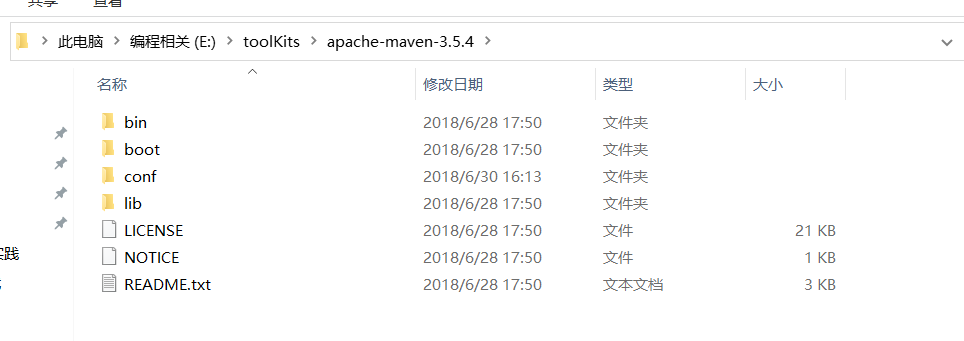 共享 查看
此电脑 > 编程相关 (E:) > toolKits > apache-maven-3.5.4 >
名称 修改日期 类型 大小
bin 2018/6/28 17:50 文件夹
boot 2018/6/28 17:50 文件夹
conf 2018/6/30 16:13 文件夹
lib 2018/6/28 17:50 文件夹
LICENSE 2018/6/28 17:50 文件 21 KB
实践
NOTICE 2018/6/28 17:50 文件 1 KB
README.txt 2018/6/28 17:50 文本文档 3 KB